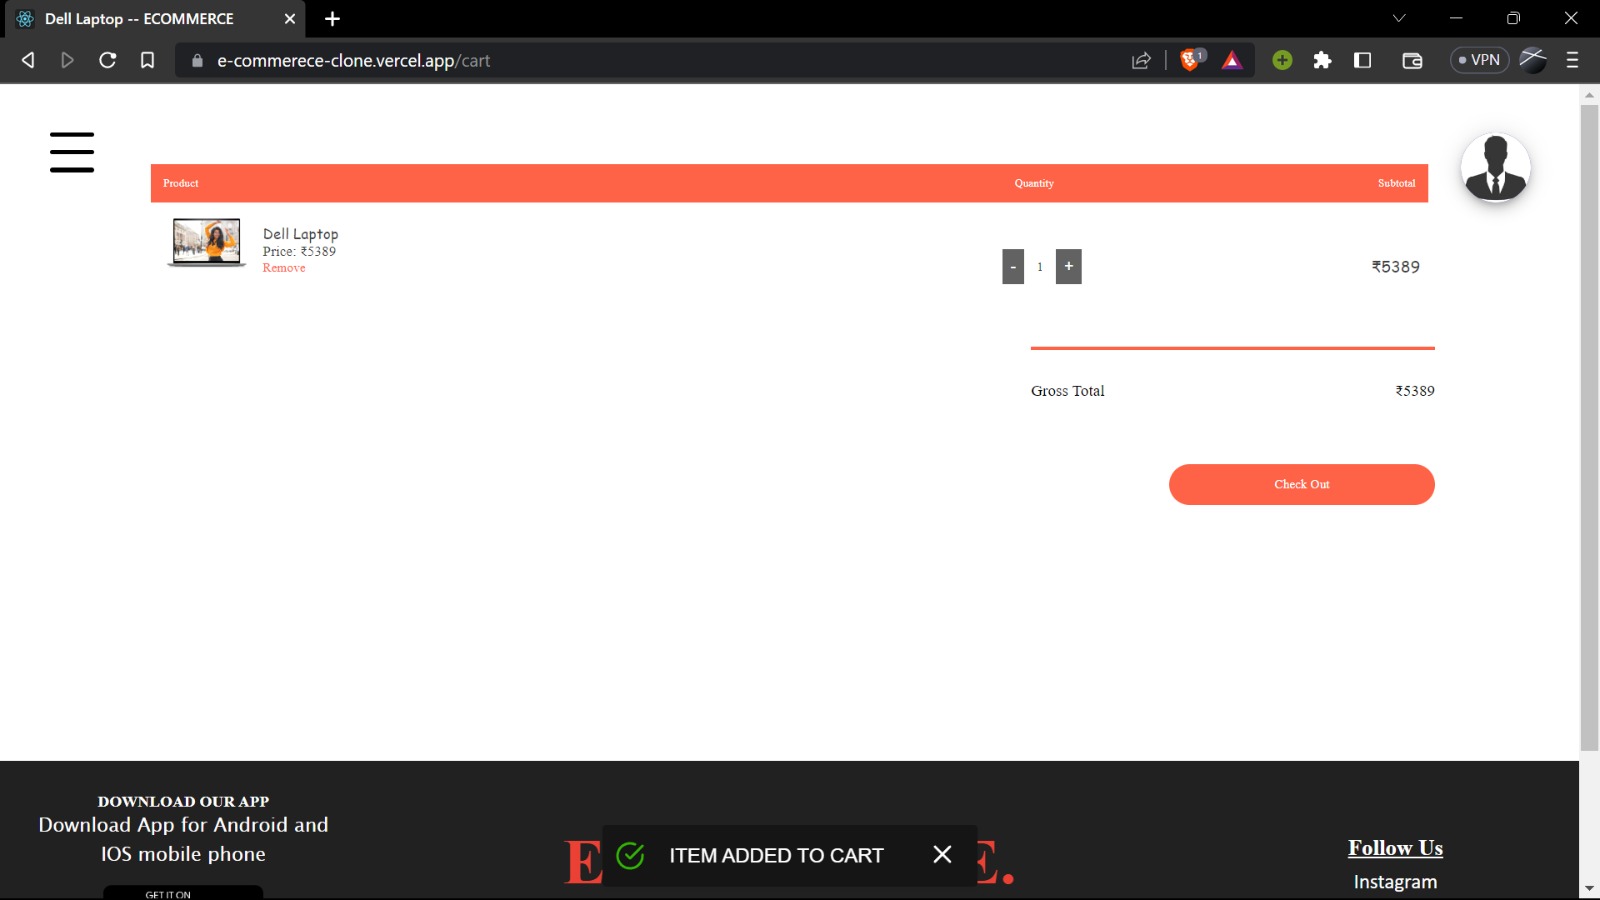 Dell Laptop -- ECOMMERCE
e-commerece-clone.vercel.app/cart
1
VPN
Product Quantity Subtotal
Dell Laptop
Price: ₹5389
Remove
- 1 +
₹5389
Gross Total ₹5389
Check Out
DOWNLOAD OUR APP
Download App for Android and
IOS mobile phone
GET IT ON
E
E.
ITEM ADDED TO CART
Follow Us
Instagram